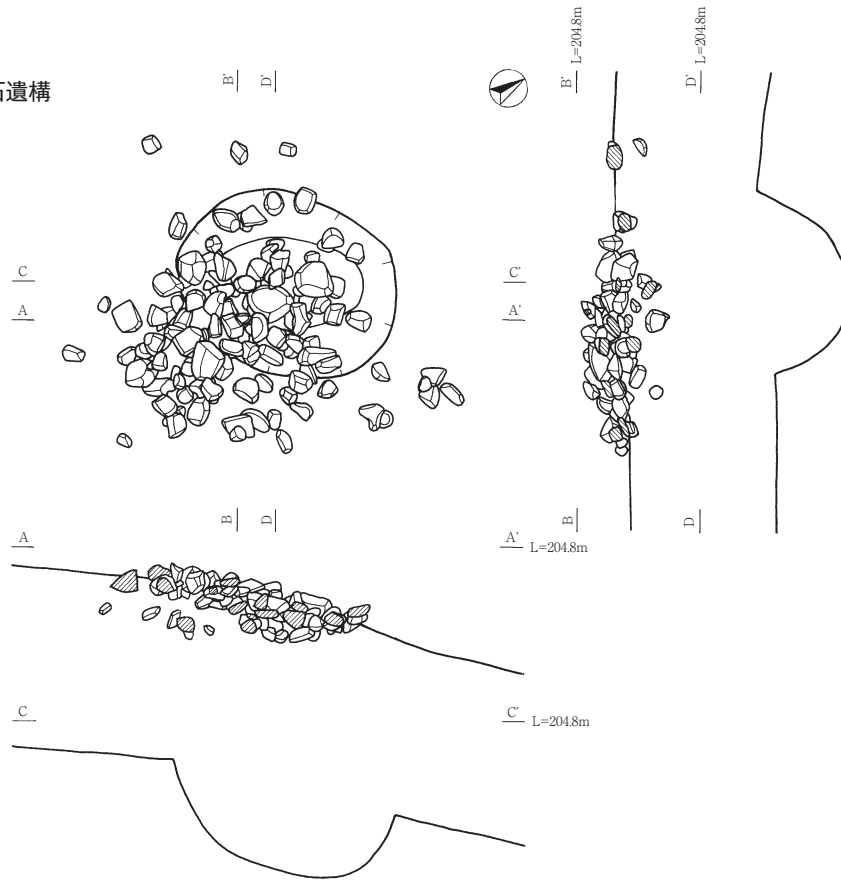 石遺構
B' D'
B' L=204.8m
D' L=204.8m
C C'
A A'
B D
B D
A A' L=204.8m
C C' L=204.8m